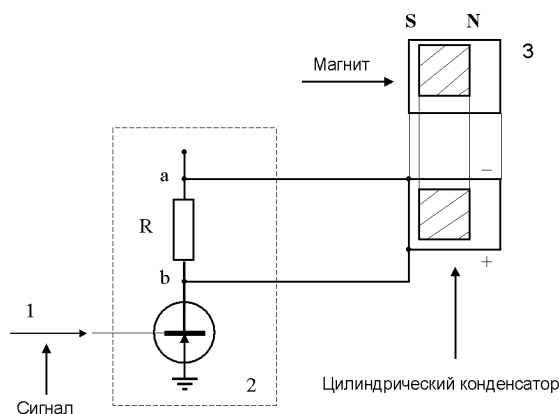 S N
3
Магнит
a
−
R
b
+
1
2
Цилиндрический конденсатор
Сигнал